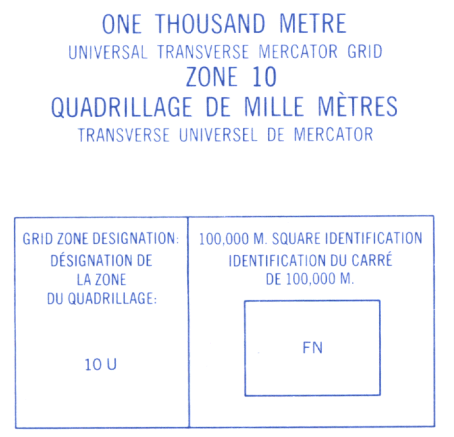 ONE THOUSAND METRE
UNIVERSAL TRANSVERSE MERCATOR GRID
ZONE 10
QUADRILLAGE DE MILLE MÈTRES
TRANSVERSE UNIVERSEL DE MERCATOR
GRID ZONE DESIGNATION:
DÉSIGNATION DE
LA ZONE
DU QUADRILLAGE:
10 U
100,000 M. SQUARE IDENTIFICATION
IDENTIFICATION DU CARRÉ
DE 100,000 M.
FN